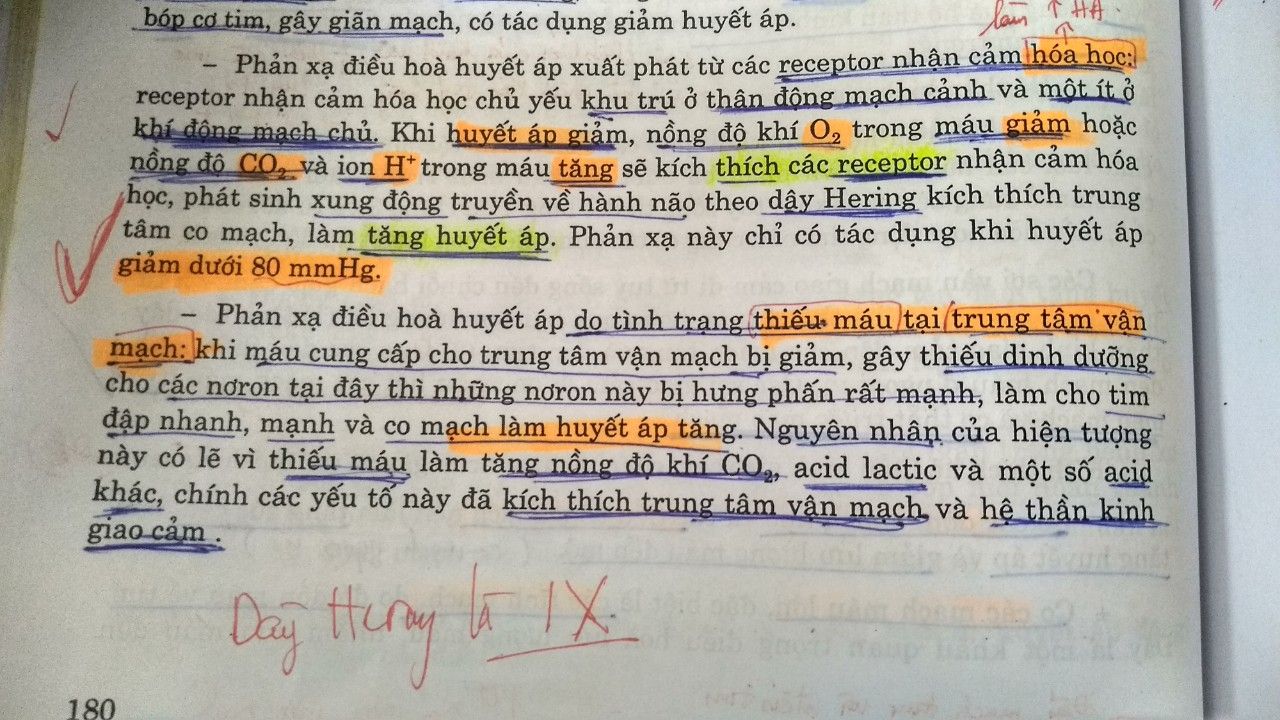 bóp cơ tim, gây giãn mạch, có tác dụng giảm huyết áp.
làm ↑ HA
– Phản xạ điều hoà huyết áp xuất phát từ các receptor nhận cảm hóa học:
receptor nhận cảm hóa học chủ yếu khu trú ở thân động mạch cảnh và một ít ở
khí động mạch chủ. Khi huyết áp giảm, nồng độ khí O₂ trong máu giảm hoặc
nồng độ CO₂ và ion H⁺ trong máu tăng sẽ kích thích các receptor nhận cảm hóa
học, phát sinh xung động truyền về hành não theo dây Hering kích thích trung
tâm co mạch, làm tăng huyết áp. Phản xạ này chỉ có tác dụng khi huyết áp
giảm dưới 80 mmHg.
– Phản xạ điều hoà huyết áp do tình trạng thiếu máu tại trung tâm vận
mạch: khi máu cung cấp cho trung tâm vận mạch bị giảm, gây thiếu dinh dưỡng
cho các nơron tại đây thì những nơron này bị hưng phấn rất mạnh, làm cho tim
đập nhanh, mạnh và co mạch làm huyết áp tăng. Nguyên nhân của hiện tượng
này có lẽ vì thiếu máu làm tăng nồng độ khí CO₂, acid lactic và một số acid
khác, chính các yếu tố này đã kích thích trung tâm vận mạch và hệ thần kinh
giao cảm.
Dây Hering là IX
180